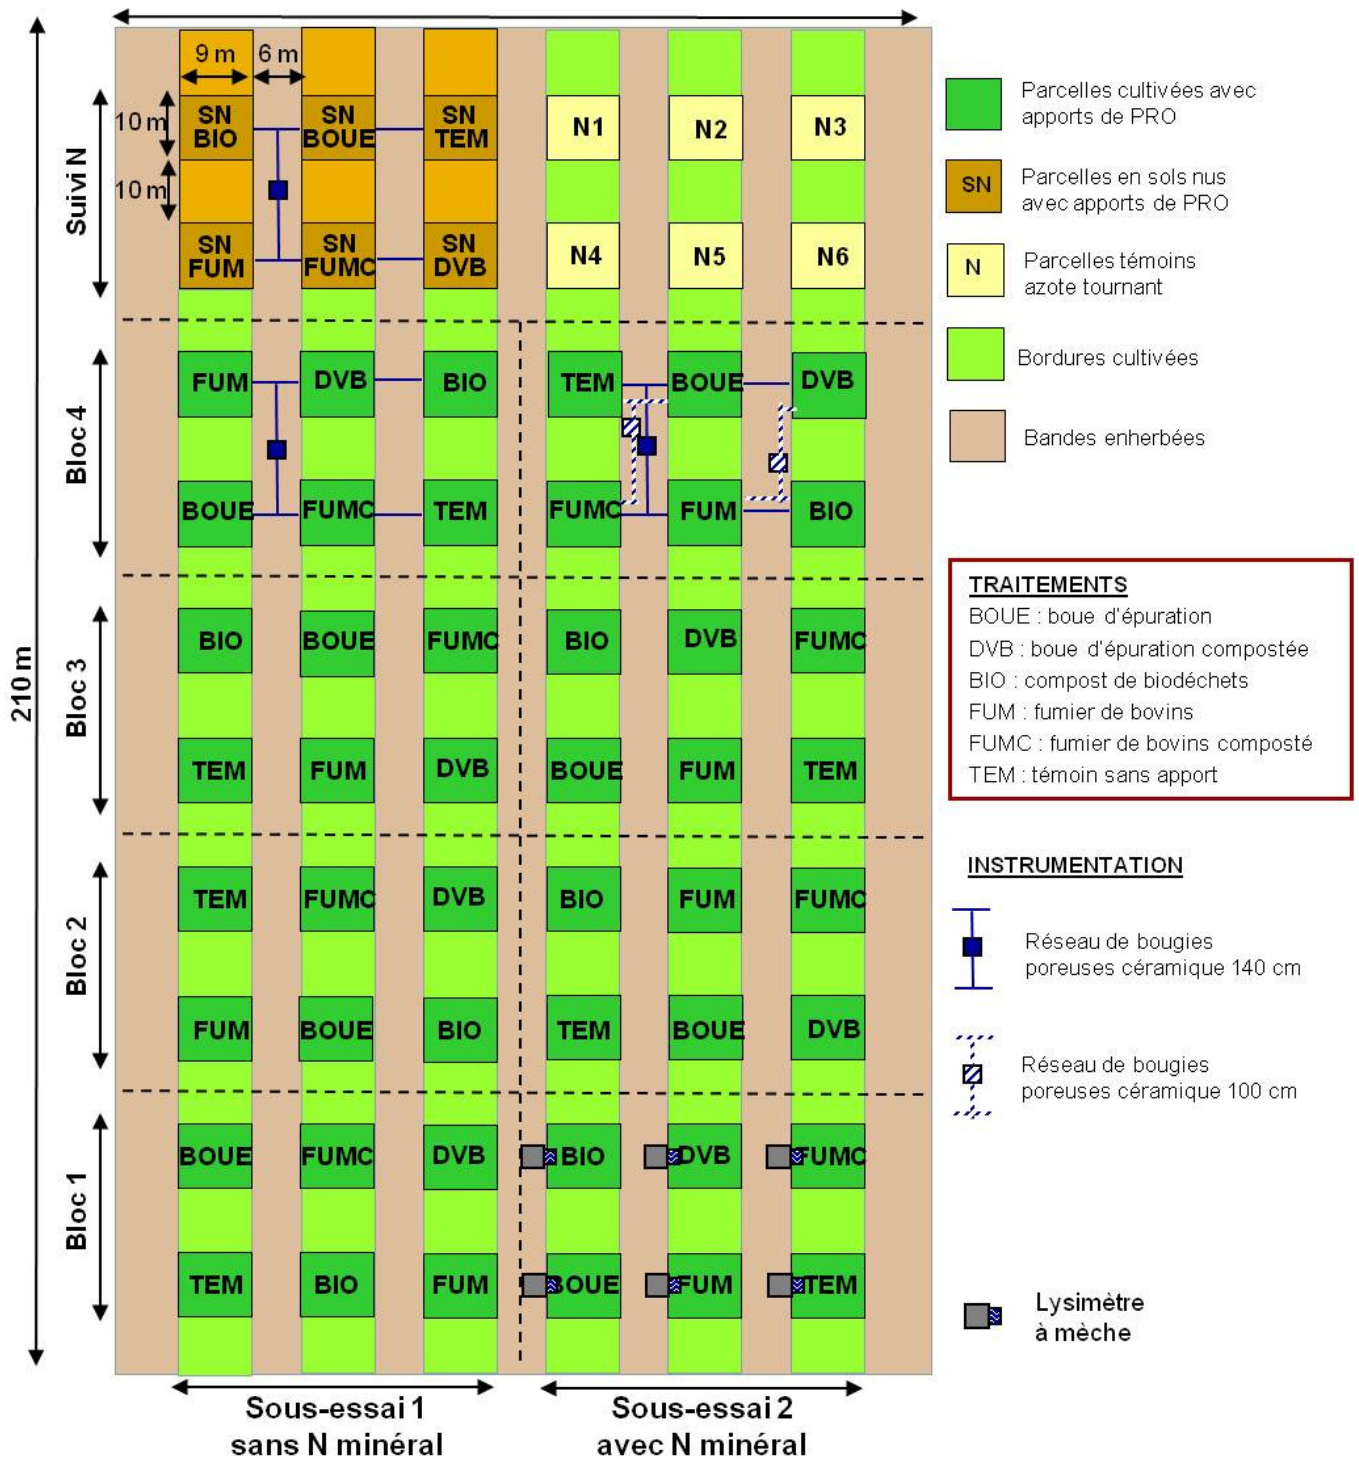 9 m
6 m
10 m
10 m
210 m
Suivi N
SN
BIO
SN
BOUE
SN
TEM
N1
N2
N3
SN
FUM
SN
FUMC
SN
DVB
N4
N5
N6
Bloc 4
FUM
DVB
BIO
TEM
BOUE
DVB
BOUE
FUMC
TEM
FUMC
FUM
BIO
Bloc 3
BIO
BOUE
FUMC
BIO
DVB
FUMC
TEM
FUM
DVB
BOUE
FUM
TEM
Bloc 2
TEM
FUMC
DVB
BIO
FUM
FUMC
FUM
BOUE
BIO
TEM
BOUE
DVB
Bloc 1
BOUE
FUMC
DVB
BIO
DVB
FUMC
TEM
BIO
FUM
BOUE
FUM
TEM
Sous-essai 1
sans N minéral
Sous-essai 2
avec N minéral
Parcelles cultivées avec
apports de PRO
SN
Parcelles en sols nus
avec apports de PRO
N
Parcelles témoins
azote tournant
Bordures cultivées
Bandes enherbées
TRAITEMENTS
BOUE : boue d'épuration
DVB : boue d'épuration compostée
BIO : compost de biodéchets
FUM : fumier de bovins
FUMC : fumier de bovins composté
TEM : témoin sans apport
INSTRUMENTATION
Réseau de bougies
poreuses céramique 140 cm
Réseau de bougies
poreuses céramique 100 cm
Lysimètre
à mèche